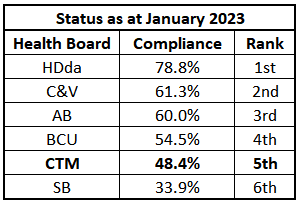 Status as at January 2023
Health Board Compliance Rank
HDda 78.8% 1st
C&V 61.3% 2nd
AB 60.0% 3rd
BCU 54.5% 4th
CTM 48.4% 5th
SB 33.9% 6th